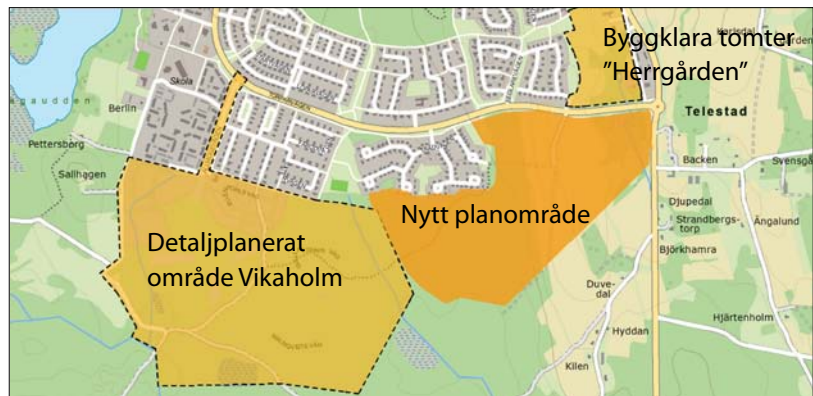 Byggklara tomter
"Herrgården"
Skola
Berlin
Pettersborg
Sallhagen
Telestad
Backen
Djupedal
Strandbergs-
torp
Ängalund
Björkhamra
Nytt planområde
Detaljplanerat
område Vikaholm
Duve-
dal
Hjärtenholm
Hyddan
Kilen